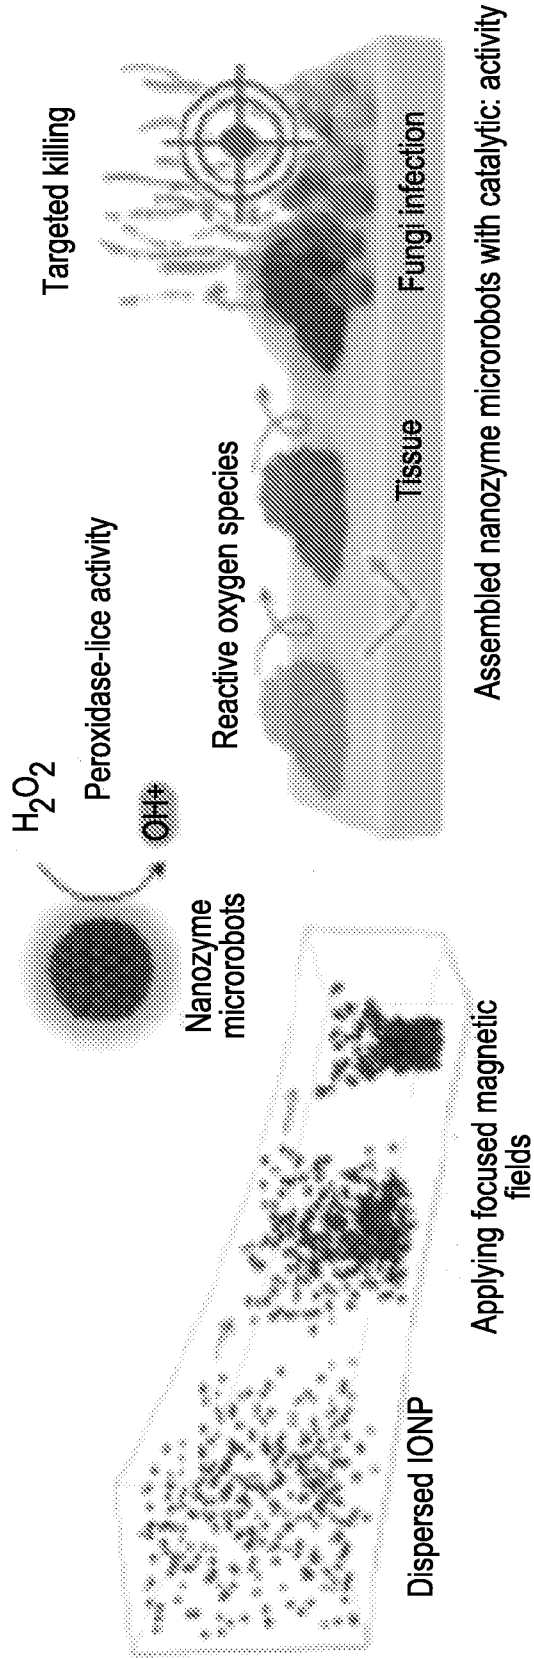 Dispersed IONP
Applying focused magnetic
fields
Nanozyme
microrobots
H2O2
Peroxidase-lice activity
OH+
Reactive oxygen species
Targeted killing
Tissue
Fungi infection
Assembled nanozyme microrobots with catalytic: activity